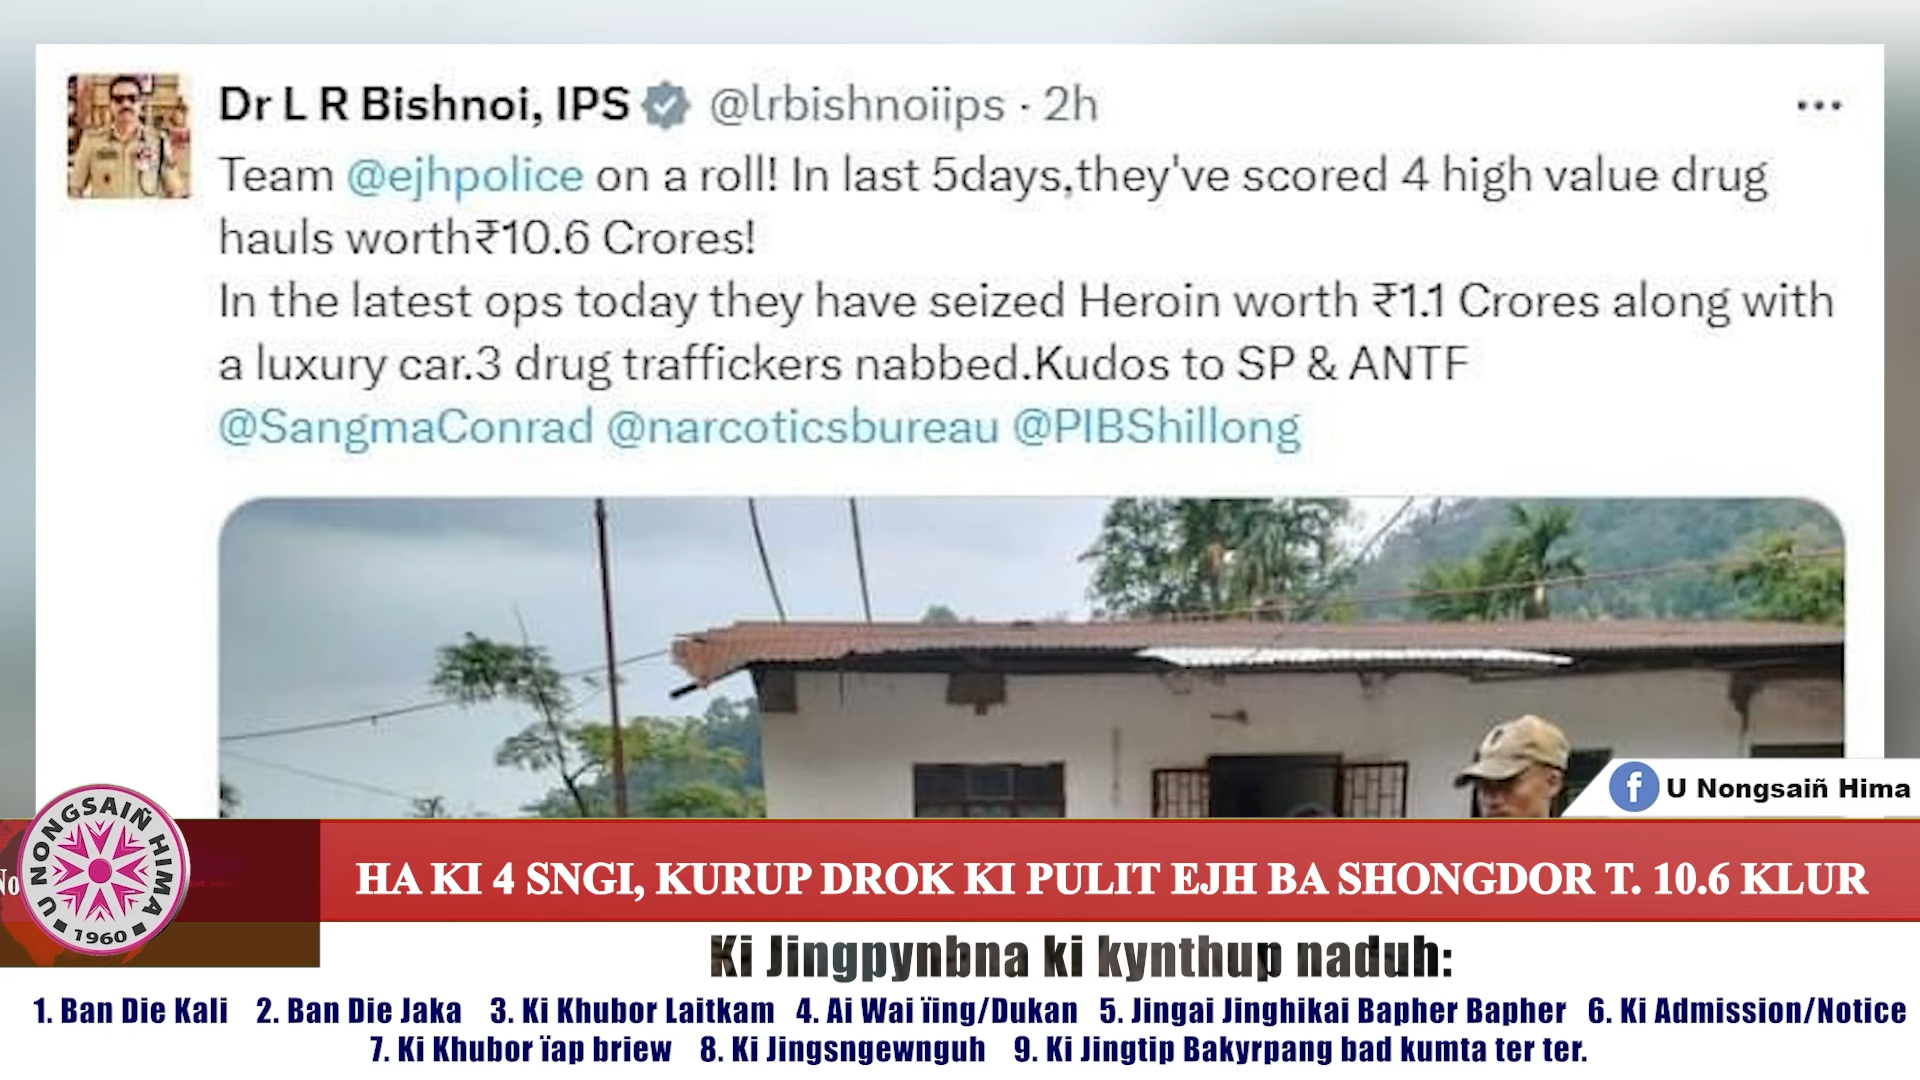 Dr L R Bishnoi, IPS @lrbishnoiips · 2h
Team @ejhpolice on a roll! In last 5days,they've scored 4 high value drug
hauls worth₹10.6 Crores!
In the latest ops today they have seized Heroin worth ₹1.1 Crores along with
a luxury car.3 drug traffickers nabbed.Kudos to SP & ANTF
@SangmaConrad @narcoticsbureau @PIBShillong
U Nongsaiñ Hima
U NONGSAIÑ HIMA
1960
No
HA KI 4 SNGI, KURUP DROK KI PULIT EJH BA SHONGDOR T. 10.6 KLUR
Ki Jingpynbna ki kynthup naduh:
1. Ban Die Kali 2. Ban Die Jaka 3. Ki Khubor Laitkam 4. Ai Wai ïing/Dukan 5. Jingai Jinghikai Bapher Bapher 6. Ki Admission/Notice
7. Ki Khubor ïap briew 8. Ki Jingsngewnguh 9. Ki Jingtip Bakyrpang bad kumta ter ter.